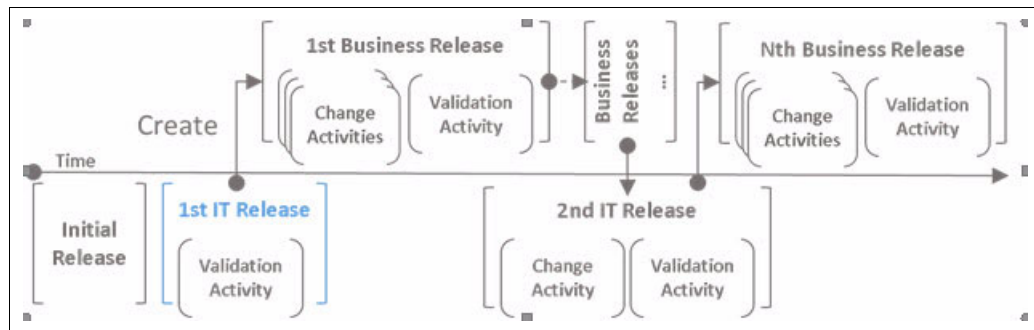 1st Business Release
Change
Activities
Validation
Activity
Business
Releases
...
Nth Business Release
Change
Activities
Validation
Activity
Create
Time
Initial
Release
1st IT Release
Validation
Activity
2nd IT Release
Change
Activity
Validation
Activity